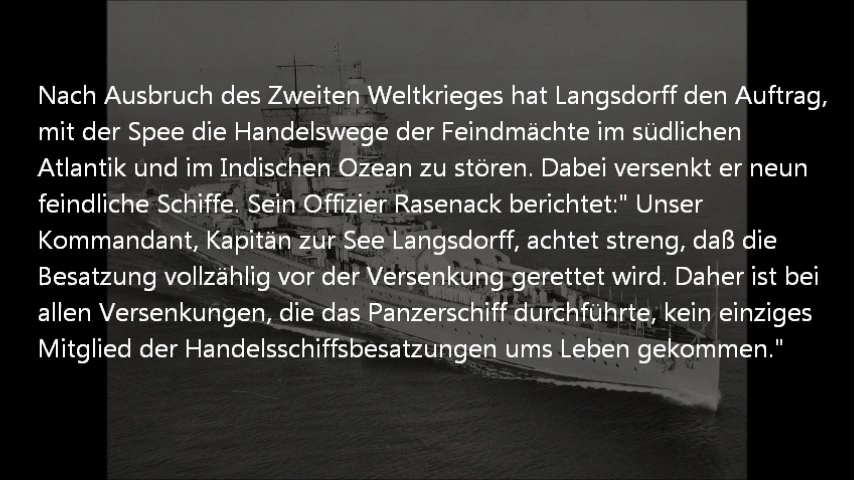 Nach Ausbruch des Zweiten Weltkrieges hat Langsdorff den Auftrag,
mit der Spee die Handelswege der Feindmächte im südlichen
Atlantik und im Indischen Ozean zu stören. Dabei versenkt er neun
feindliche Schiffe. Sein Offizier Rasenack berichtet:" Unser
Kommandant, Kapitän zur See Langsdorff, achtet streng, daß die
Besatzung vollzählig vor der Versenkung gerettet wird. Daher ist bei
allen Versenkungen, die das Panzerschiff durchführte, kein einziges
Mitglied der Handelsschiffsbesatzungen ums Leben gekommen."